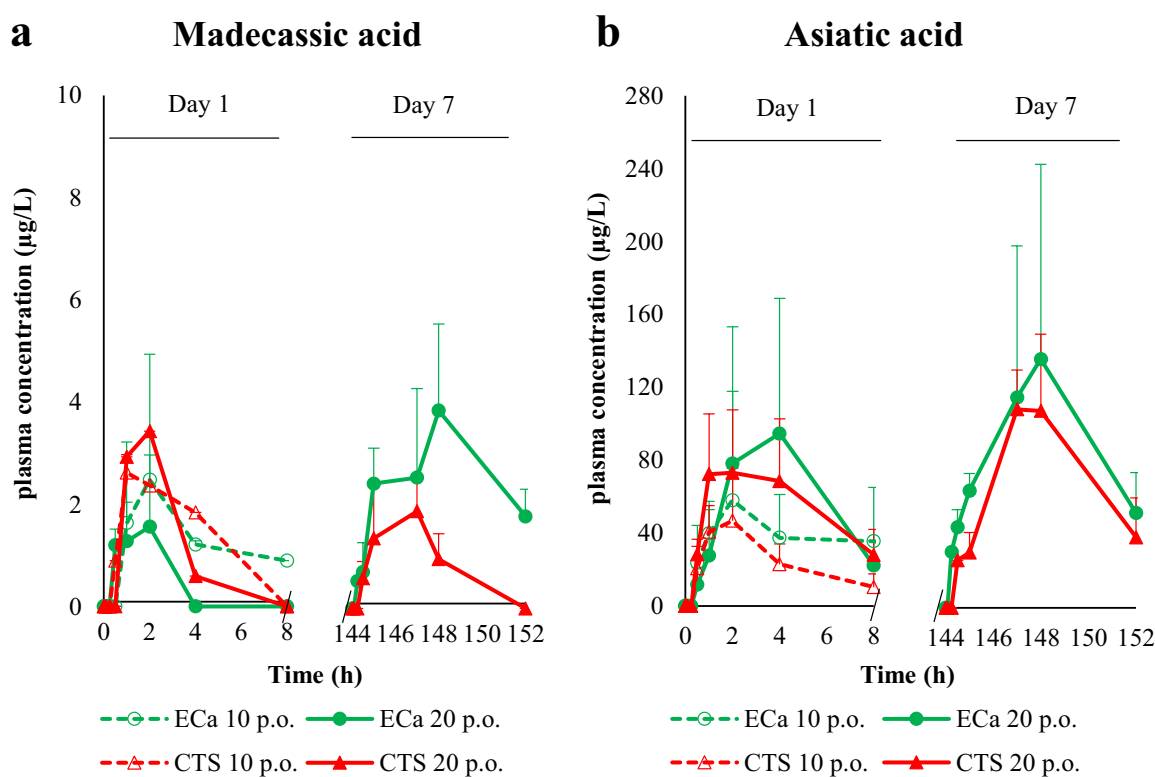 a Madecassic acid
Day 1
Day 7
plasma concentration (µg/L)
10
8
6
4
2
0
0 2 4 6 8 144 146 148 150 152
Time (h)
ECa 10 p.o. ECa 20 p.o.
CTS 10 p.o. CTS 20 p.o.
b Asiatic acid
Day 1
Day 7
plasma concentration (µg/L)
280
240
200
160
120
80
40
0
0 2 4 6 8 144 146 148 150 152
Time (h)
ECa 10 p.o. ECa 20 p.o.
CTS 10 p.o. CTS 20 p.o.